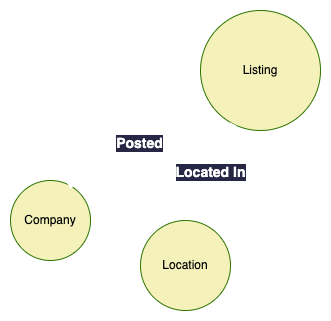 Listing
Posted
Located In
Company
Location